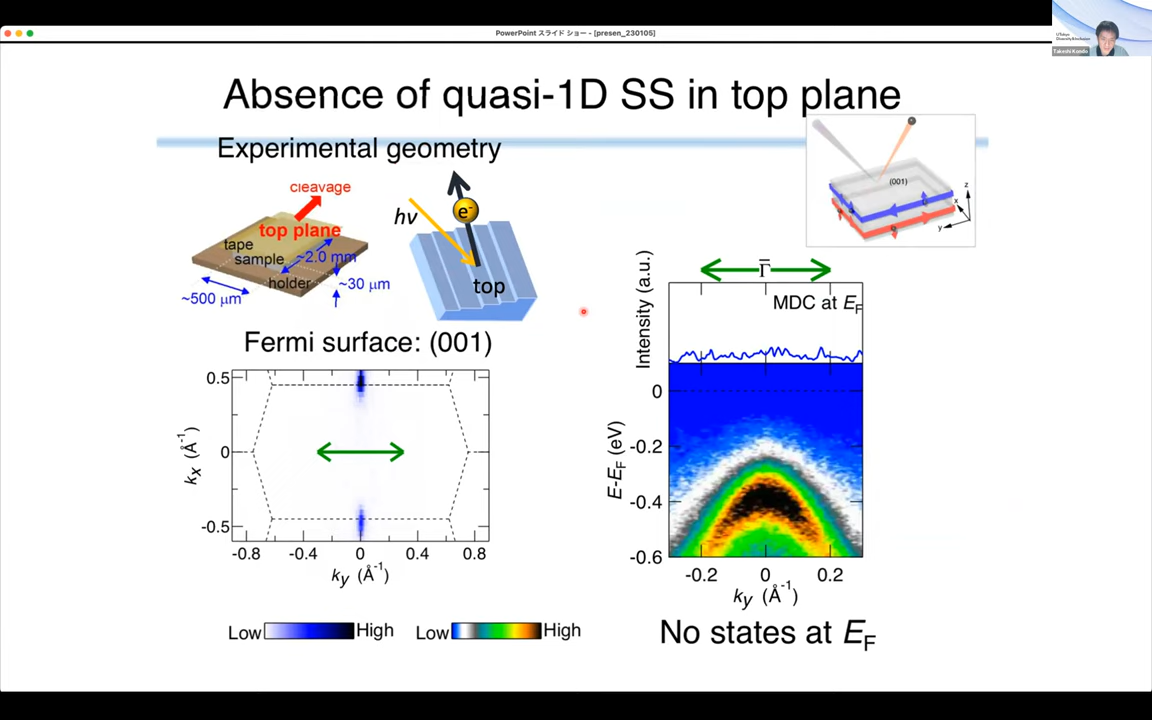 PowerPoint スライド ショー - [presen_230105]
Takeshi Kondo
Absence of quasi-1D SS in top plane
Experimental geometry
cleavage
top plane
tape
sample
holder
~2.0 mm
~30 μm
~500 μm
hν
e-
top
(001)
z
x
y
Fermi surface: (001)
0.5
0
-0.5
kx (Å-1)
-0.8 -0.4 0 0.4 0.8
ky (Å-1)
Low High
Low High
Γ̅
MDC at EF
Intensity (a.u.)
0
-0.2
-0.4
-0.6
E-EF (eV)
-0.2 0 0.2
ky (Å-1)
No states at EF